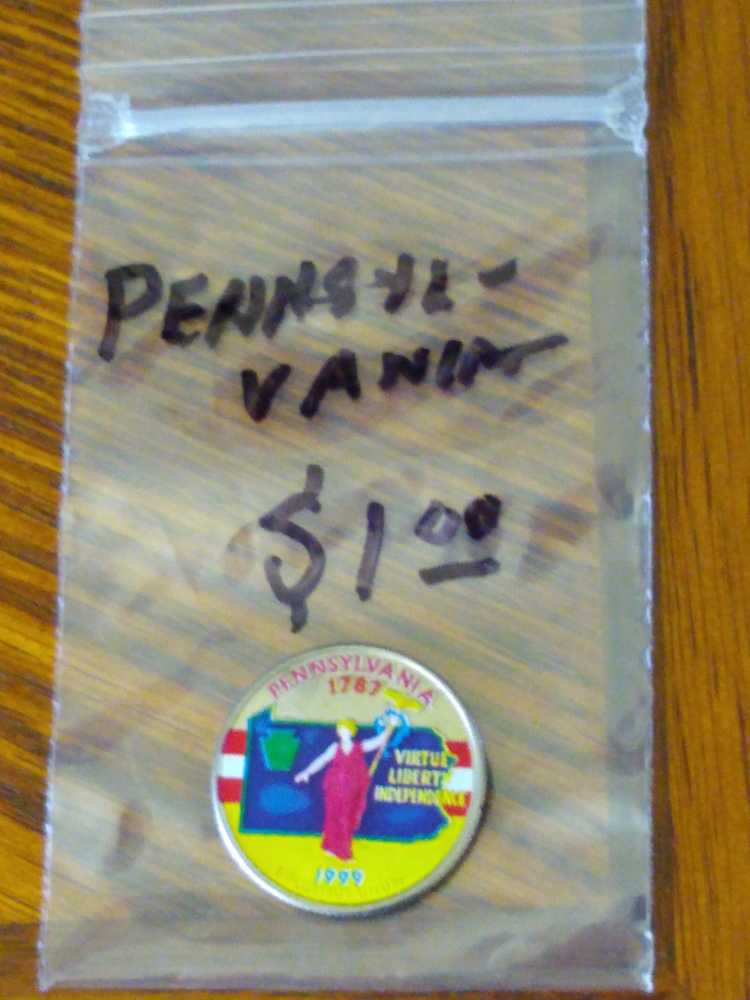 PENNSYL-
VANIA
$1.00
PENNSYLVANIA
1787
VIRTUE
LIBERTY
INDEPENDENCE
1999